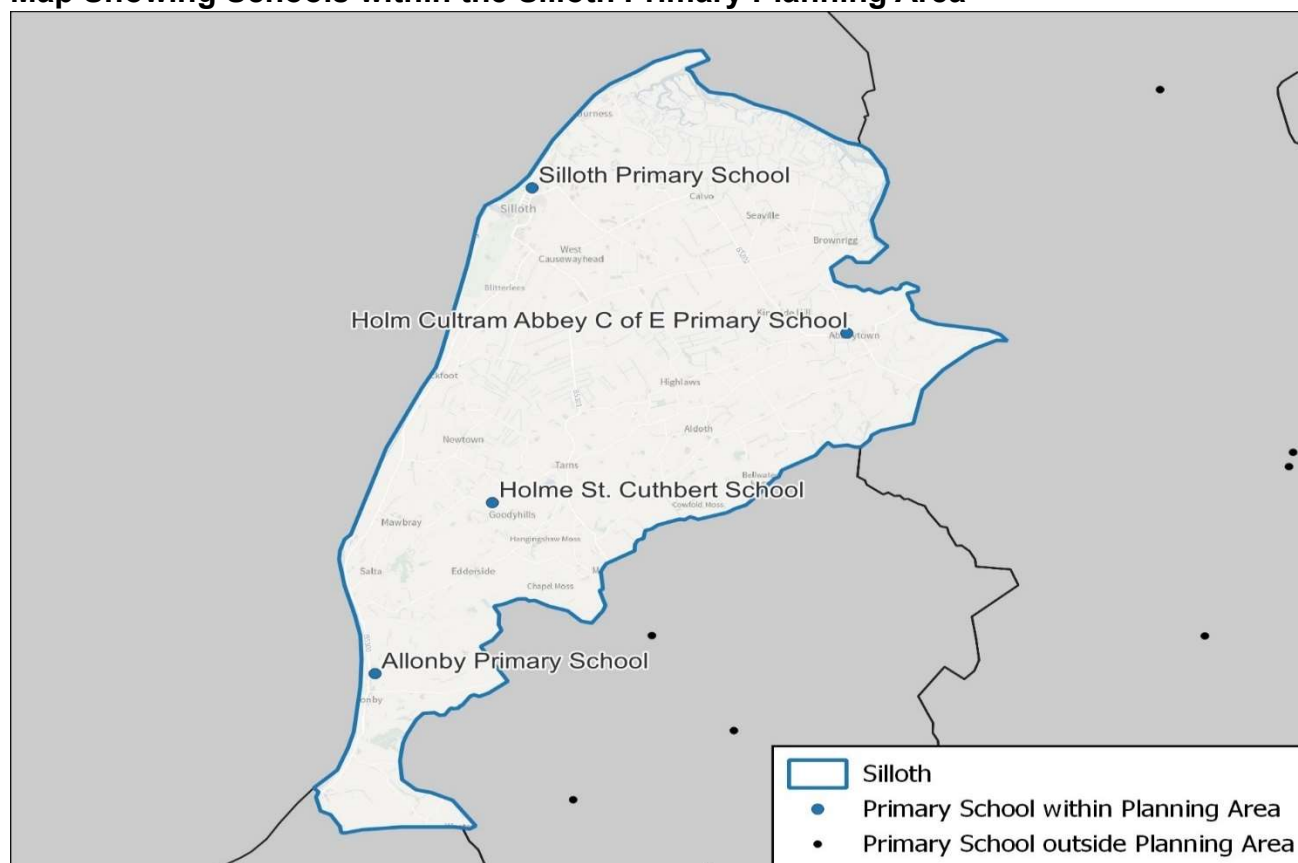 Map Showing Schools within the Silloth Primary Planning Area
Silloth Primary School
Silloth
Calvo
Seaville
Brownrigg
West
Causewayhead
Blitterlees
Holm Cultram Abbey C of E Primary School
Highlaws
Aldoth
Newtown
Tarns
Holme St. Cuthbert School
Goodyhills
Cowfold Moss
Mawbray
Hangingshaw Moss
Salta
Edderside
Chapel Moss
Allonby Primary School
Silloth
Primary School within Planning Area
Primary School outside Planning Area